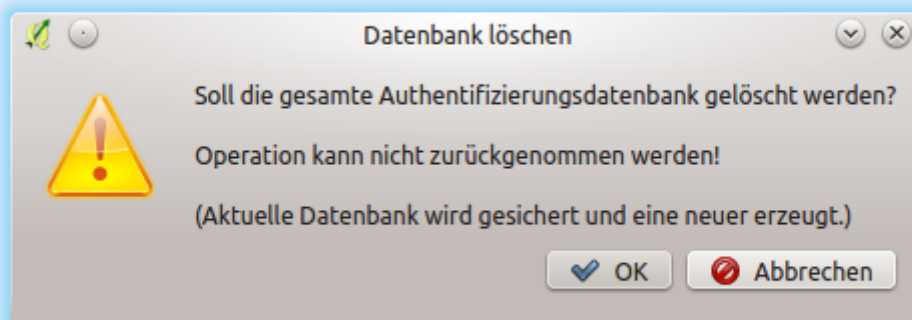 Datenbank löschen
Soll die gesamte Authentifizierungsdatenbank gelöscht werden?
Operation kann nicht zurückgenommen werden!
(Aktuelle Datenbank wird gesichert und eine neuer erzeugt.)
OK
Abbrechen